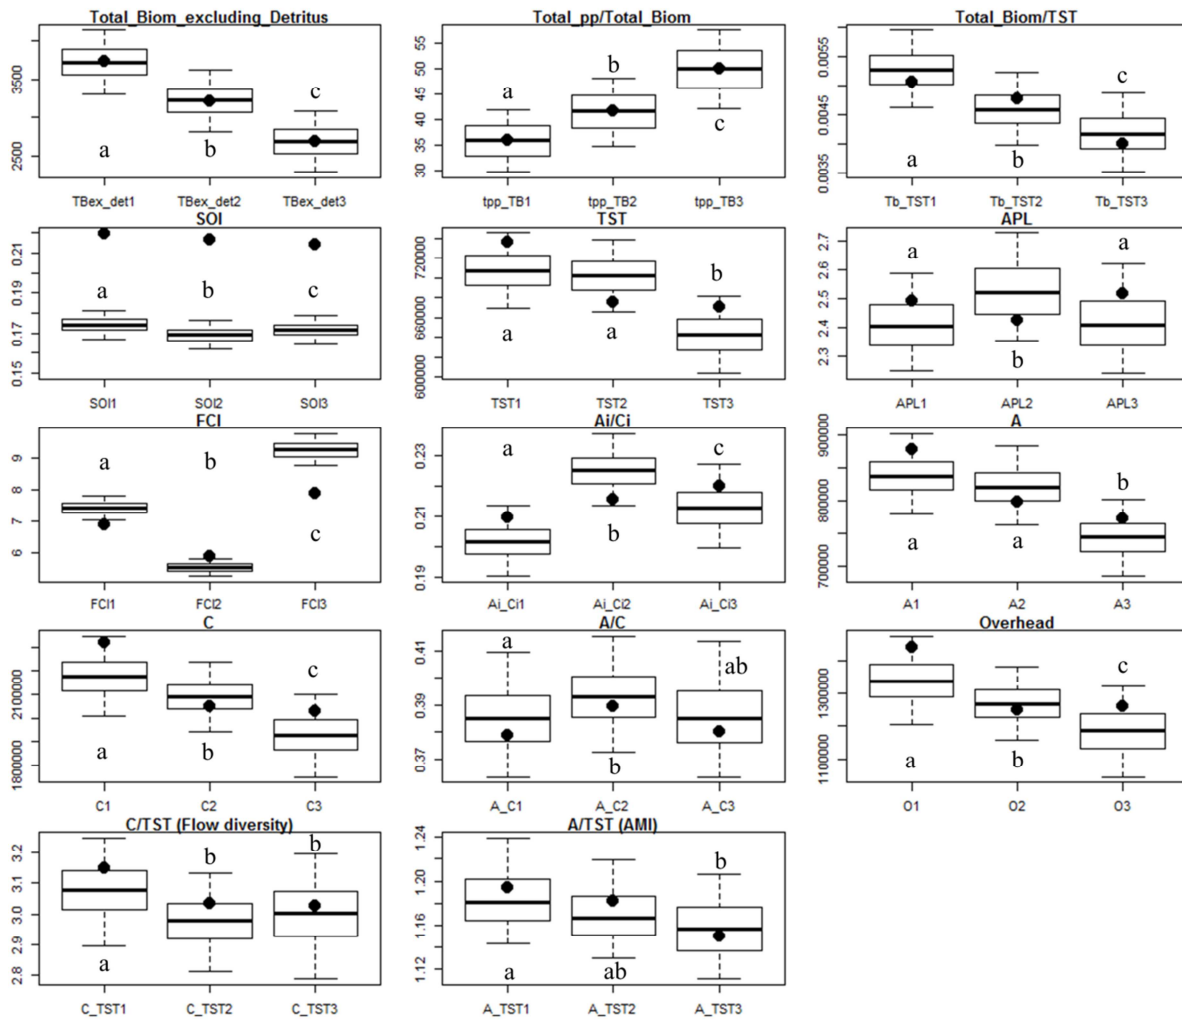 Total_Biom_excluding_Detritus
3500
2500
a
b
c
TBex_det1 TBex_det2 TBex_det3
Total_pp/Total_Biom
55
50
45
40
35
30
a
b
c
tpp_TB1 tpp_TB2 tpp_TB3
Total_Biom/TST
0.0055
0.0045
0.0035
a
b
c
Tb_TST1 Tb_TST2 Tb_TST3
SOI
0.21
0.19
0.17
0.15
a
b
c
SOI1 SOI2 SOI3
TST
720000
660000
600000
a
a
b
TST1 TST2 TST3
APL
2.7
2.6
2.5
2.4
2.3
a
b
a
APL1 APL2 APL3
FCI
9
8
7
6
a
b
c
FCI1 FCI2 FCI3
Ai/Ci
0.23
0.21
0.19
a
b
c
Ai_Ci1 Ai_Ci2 Ai_Ci3
A
900000
800000
700000
a
a
b
A1 A2 A3
C
2100000
1800000
a
b
c
C1 C2 C3
A/C
0.41
0.39
0.37
a
b
ab
A_C1 A_C2 A_C3
Overhead
1300000
1100000
a
b
c
O1 O2 O3
C/TST (Flow diversity)
3.2
3.1
3.0
2.9
2.8
a
b
b
C_TST1 C_TST2 C_TST3
A/TST (AMI)
1.24
1.20
1.16
1.12
a
ab
b
A_TST1 A_TST2 A_TST3